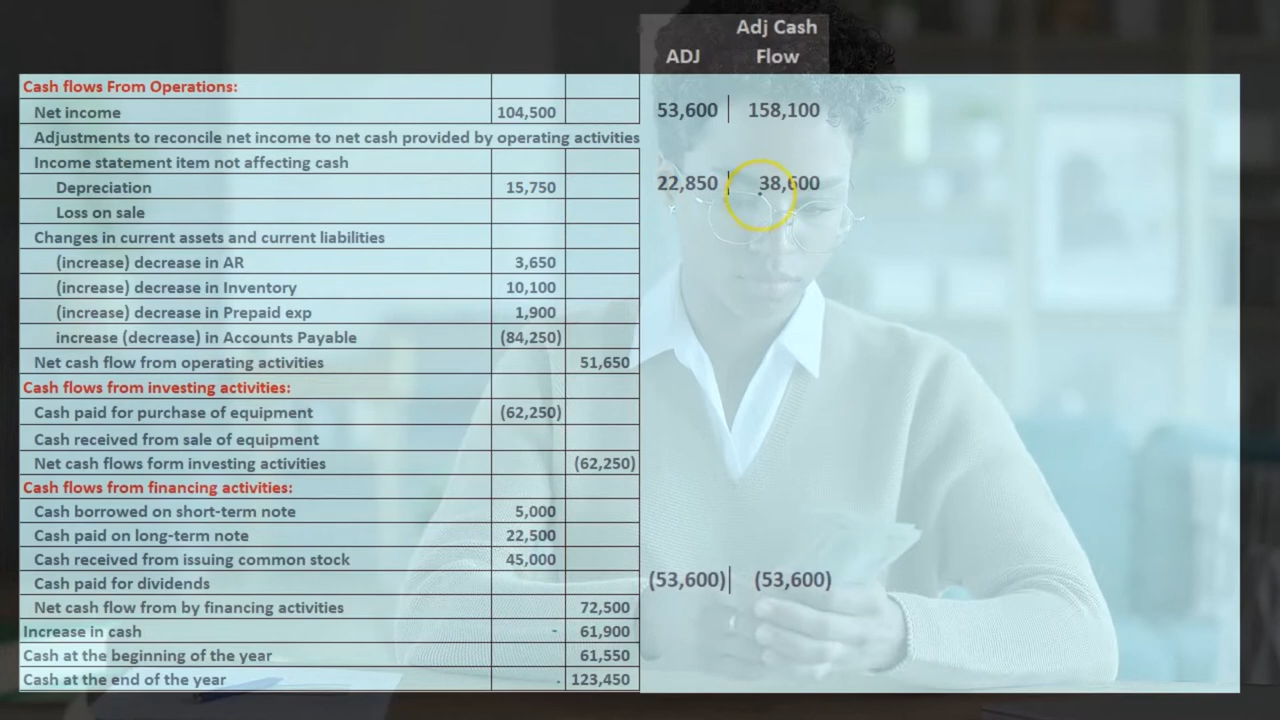 Adj Cash
ADJ Flow
Cash flows From Operations:
Net income 104,500 53,600 158,100
Adjustments to reconcile net income to net cash provided by operating activities
Income statement item not affecting cash
Depreciation 15,750 22,850 38,600
Loss on sale
Changes in current assets and current liabilities
(increase) decrease in AR 3,650
(increase) decrease in Inventory 10,100
(increase) decrease in Prepaid exp 1,900
increase (decrease) in Accounts Payable (84,250)
Net cash flow from operating activities 51,650
Cash flows from investing activities:
Cash paid for purchase of equipment (62,250)
Cash received from sale of equipment
Net cash flows form investing activities (62,250)
Cash flows from financing activities:
Cash borrowed on short-term note 5,000
Cash paid on long-term note 22,500
Cash received from issuing common stock 45,000
Cash paid for dividends (53,600) (53,600)
Net cash flow from by financing activities 72,500
Increase in cash - 61,900
Cash at the beginning of the year 61,550
Cash at the end of the year 123,450